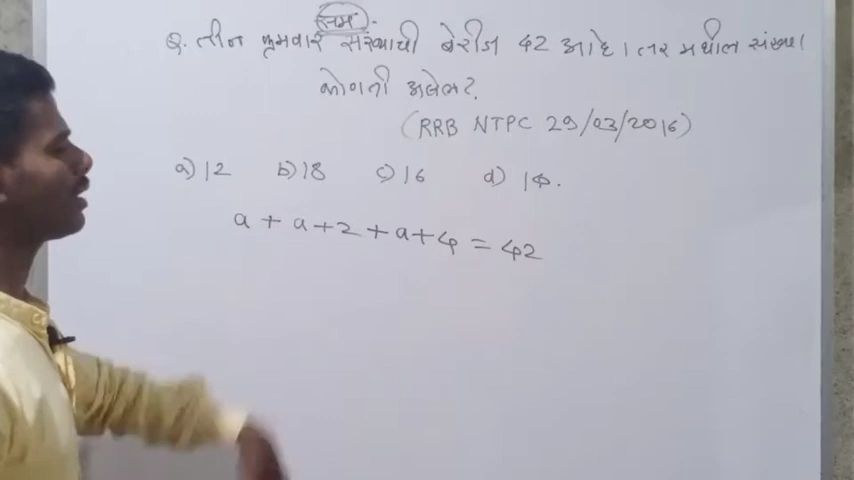 सम
Q. तीन क्रमवार संख्याची बेरीज 42 आहे। तर मधील संख्या
कोणती असेल?
(RRB NTPC 29/03/2016)
a) 12 b) 18 c) 16 d) 14.
a + a + 2 + a + 4 = 42